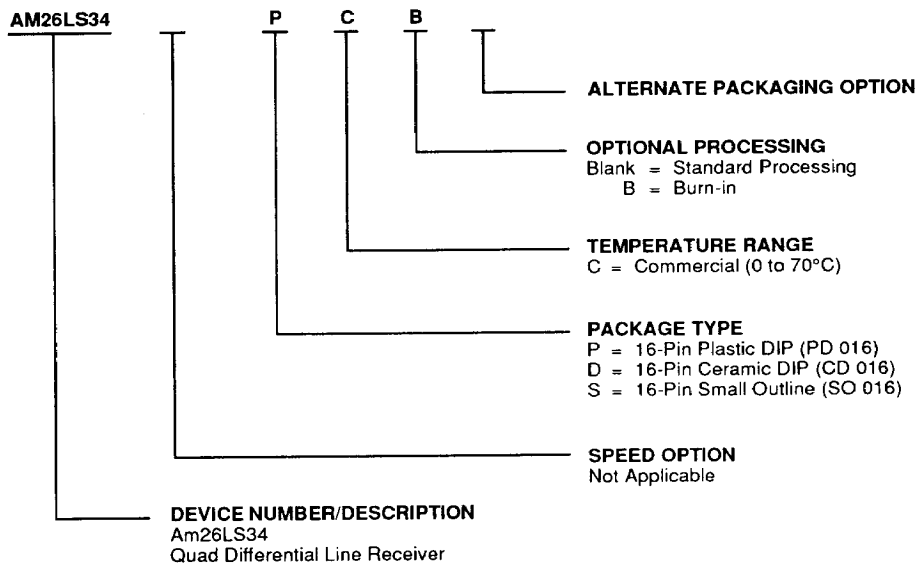 AM26LS34 P C B
ALTERNATE PACKAGING OPTION
OPTIONAL PROCESSING
Blank = Standard Processing
B = Burn-in
TEMPERATURE RANGE
C = Commercial (0 to 70°C)
PACKAGE TYPE
P = 16-Pin Plastic DIP (PD 016)
D = 16-Pin Ceramic DIP (CD 016)
S = 16-Pin Small Outline (SO 016)
SPEED OPTION
Not Applicable
DEVICE NUMBER/DESCRIPTION
Am26LS34
Quad Differential Line Receiver